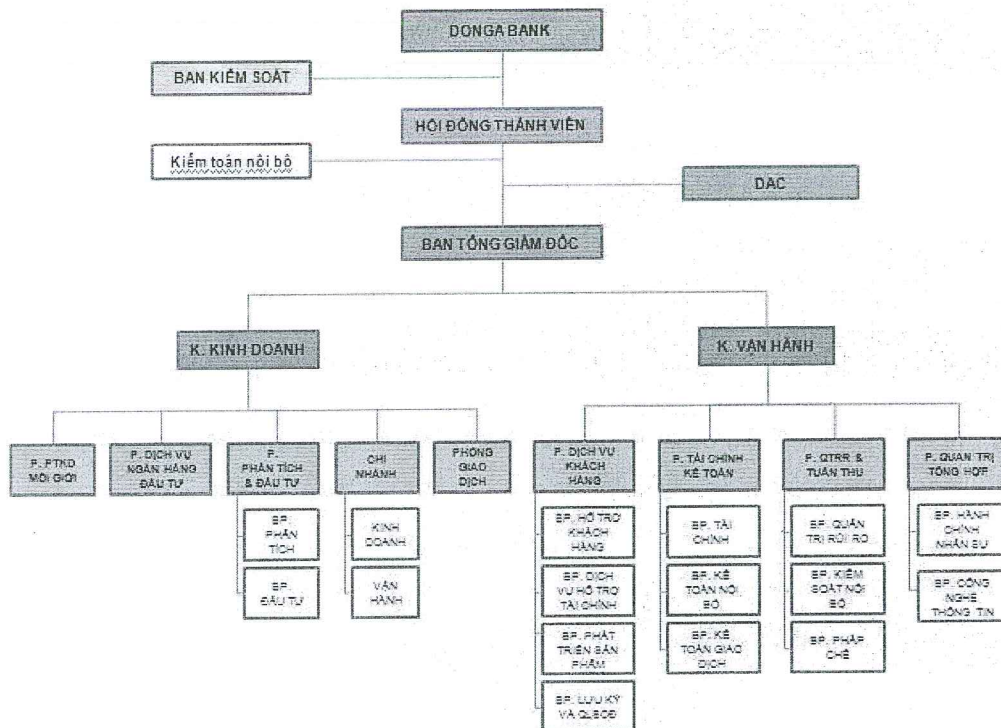 DONGA BANK
BAN KIỂM SOÁT
HỘI ĐỒNG THÀNH VIÊN
Kiểm toán nội bộ
DAC
BAN TỔNG GIÁM ĐỐC
K. KINH DOANH
K. VẬN HÀNH
P. PTKD
MÔI GIỚI
P. DỊCH VỤ
NGÂN HÀNG
ĐẦU TƯ
P.
PHÂN TÍCH
& ĐẦU TƯ
CHI
NHÁNH
PHÒNG
GIAO
DỊCH
P. DỊCH VỤ
KHÁCH
HÀNG
P. TÀI CHÍNH
KẾ TOÁN
P. QTRR &
TUÂN THỦ
P. QUẢN TRỊ
TỔNG HỢP
BP.
PHÂN
TÍCH
BP.
ĐẦU TƯ
KINH
DOANH
VẬN
HÀNH
BP. HỖ TRỢ
KHÁCH
HÀNG
BP. DỊCH
VỤ HỖ TRỢ
TÀI CHÍNH
BP. PHÁT
TRIỂN SẢN
PHẨM
BP. LƯU KÝ
VÀ QLSCĐ
BP. TÀI
CHÍNH
BP. KẾ
TOÁN NỘI
BỘ
BP. KẾ
TOÁN GIAO
DỊCH
BP. QUẢN
TRỊ RỦI RO
BP. KIỂM
SOÁT NỘI
BỘ
BP. PHÁP
CHẾ
BP. HÀNH
CHÍNH
NHÂN SỰ
BP. CÔNG
NGHỆ
THÔNG TIN